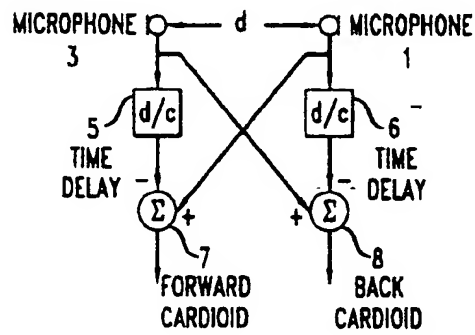 MICROPHONE d MICROPHONE
3 1
5 d/c d/c 6
TIME DELAY TIME DELAY
- -
Σ + + Σ
7 8
FORWARD CARDIOID BACK CARDIOID